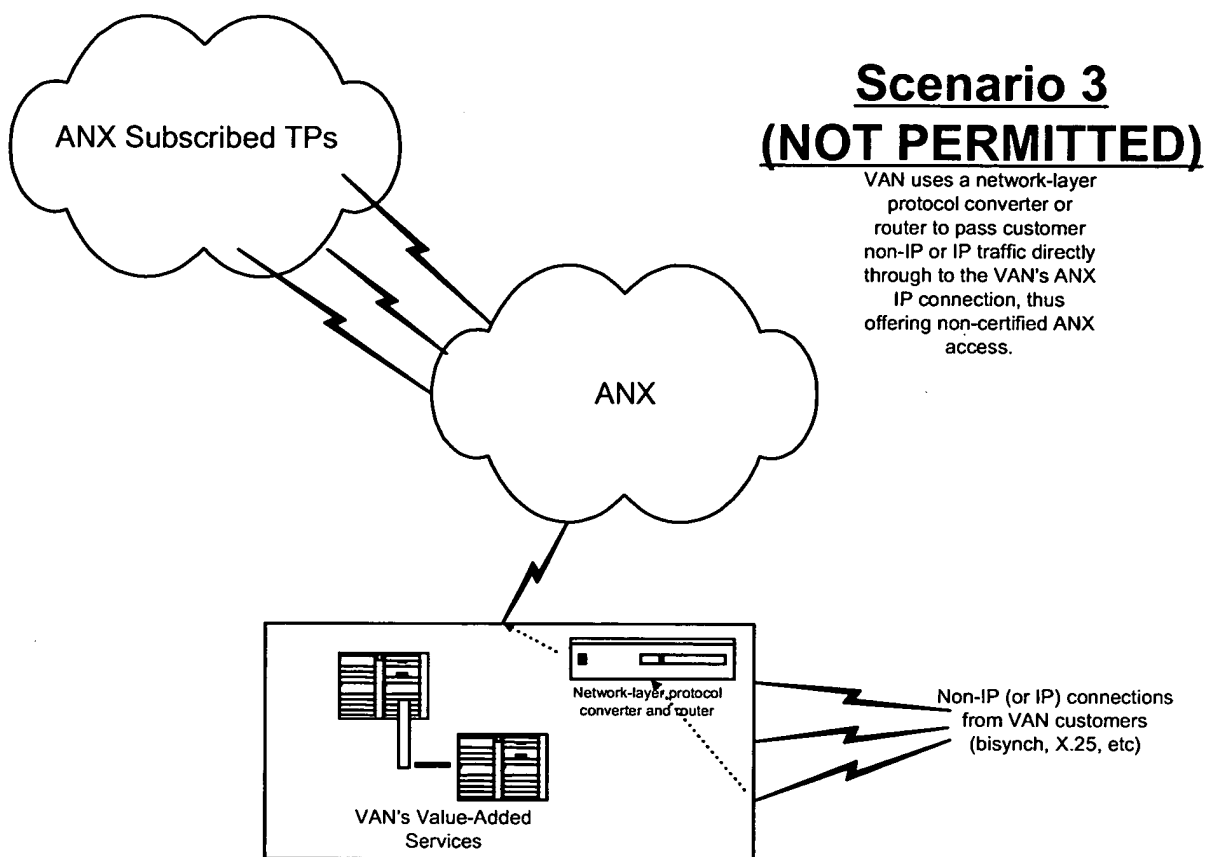 Scenario 3
(NOT PERMITTED)
VAN uses a network-layer
protocol converter or
router to pass customer
non-IP or IP traffic directly
through to the VAN's ANX
IP connection, thus
offering non-certified ANX
access.
ANX Subscribed TPs
ANX
Network-layer protocol
converter and router
Non-IP (or IP) connections
from VAN customers
(bisynch, X.25, etc)
VAN's Value-Added
Services